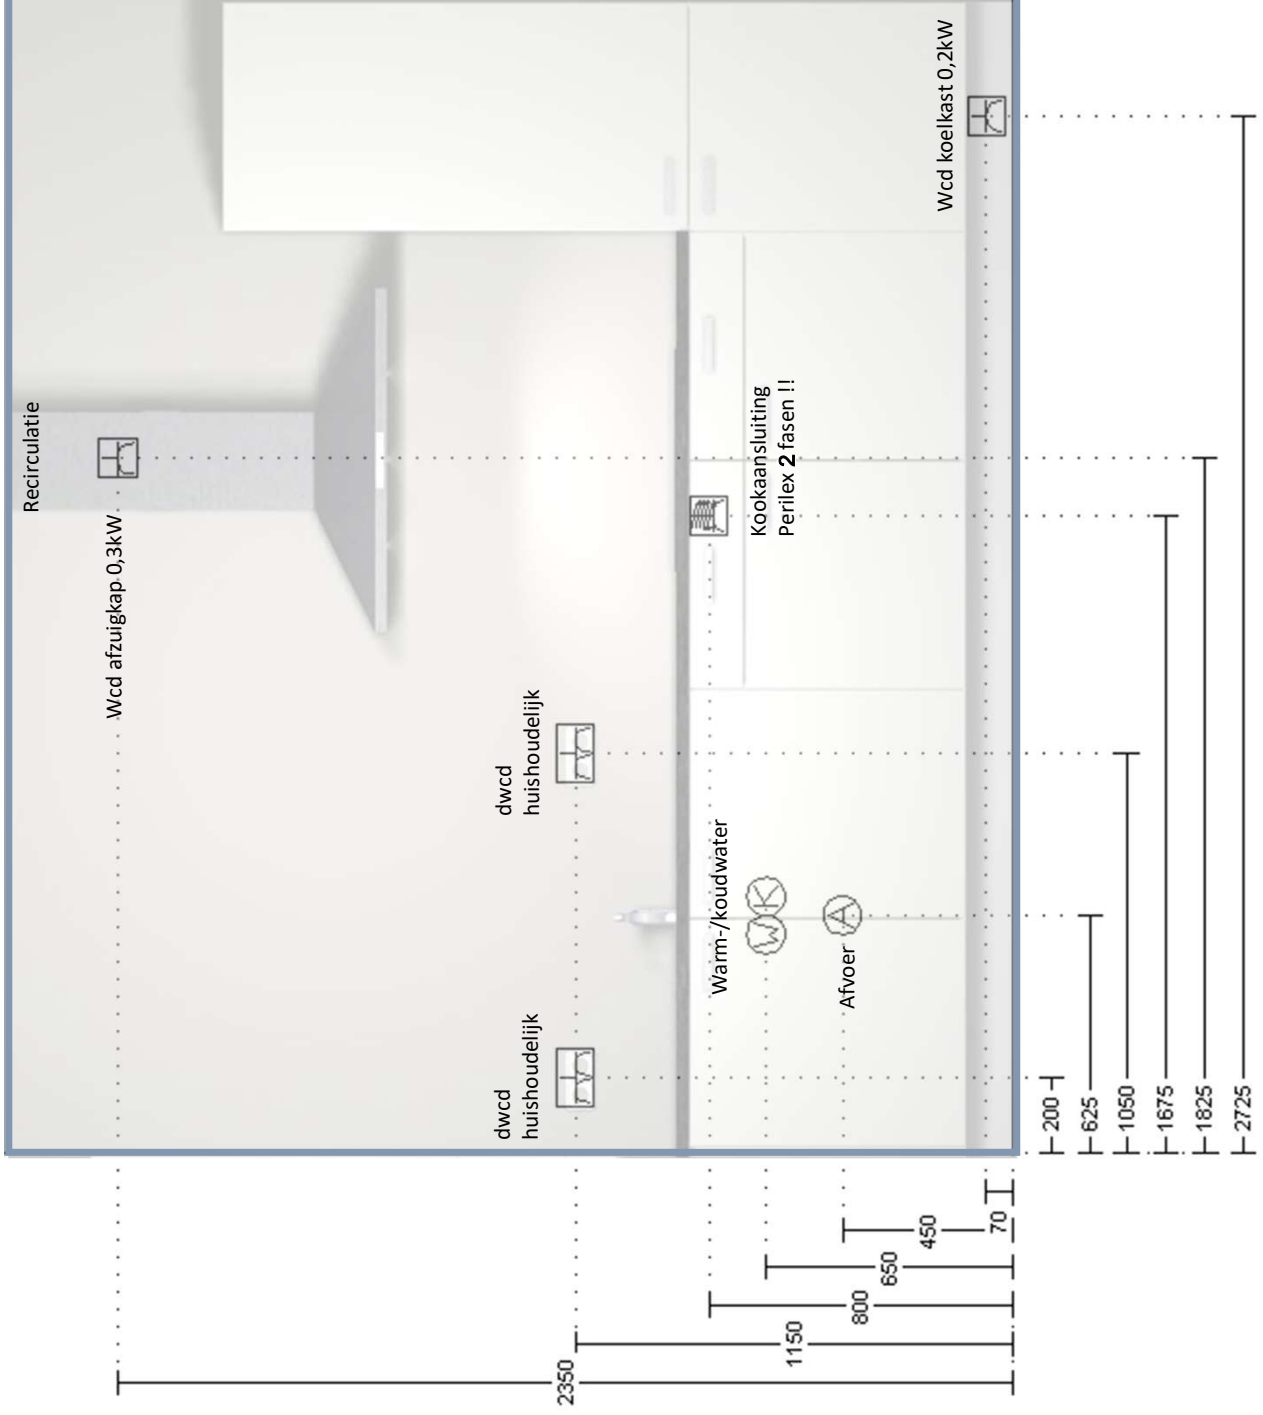 Recirculatie
Wcd afzuigkap 0,3kW
dwcd
huishoudelijk
dwcd
huishoudelijk
Warm-/koudwater
W K
Afvoer
A
Kookaansluiting
Perilex 2 fasen !!
Wcd koelkast 0,2kW
2350
1150
800
650
450
70
200
625
1050
1675
1825
2725